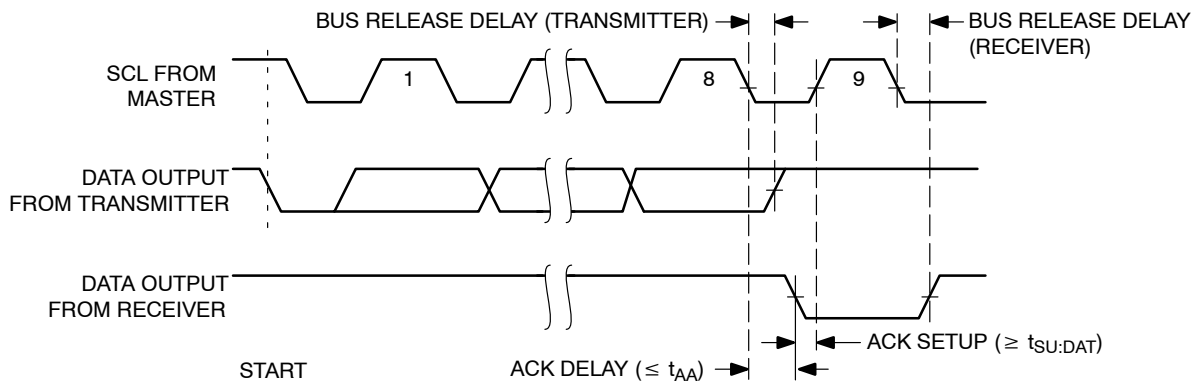 BUS RELEASE DELAY (TRANSMITTER)
BUS RELEASE DELAY
(RECEIVER)
SCL FROM
MASTER
1
8
9
DATA OUTPUT
FROM TRANSMITTER
DATA OUTPUT
FROM RECEIVER
ACK SETUP (≥ tSU:DAT)
START
ACK DELAY (≤ tAA)